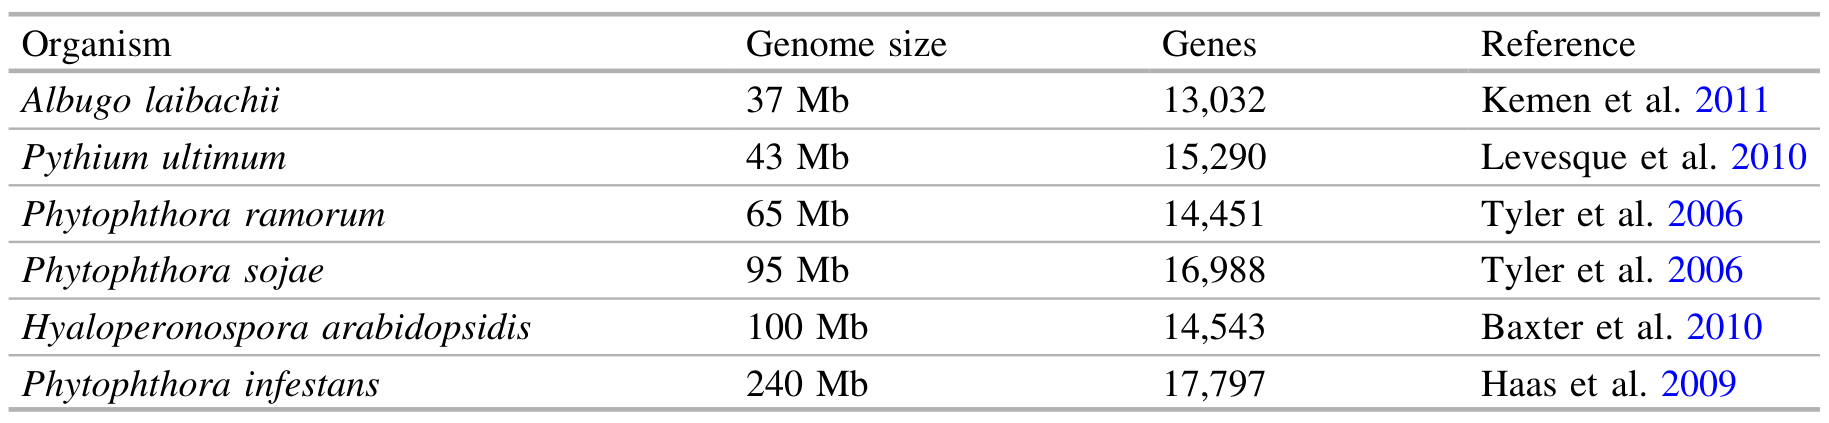 Organism Genome size Genes Reference
Albugo laibachii 37 Mb 13,032 Kemen et al. 2011
Pythium ultimum 43 Mb 15,290 Levesque et al. 2010
Phytophthora ramorum 65 Mb 14,451 Tyler et al. 2006
Phytophthora sojae 95 Mb 16,988 Tyler et al. 2006
Hyaloperonospora arabidopsidis 100 Mb 14,543 Baxter et al. 2010
Phytophthora infestans 240 Mb 17,797 Haas et al. 2009